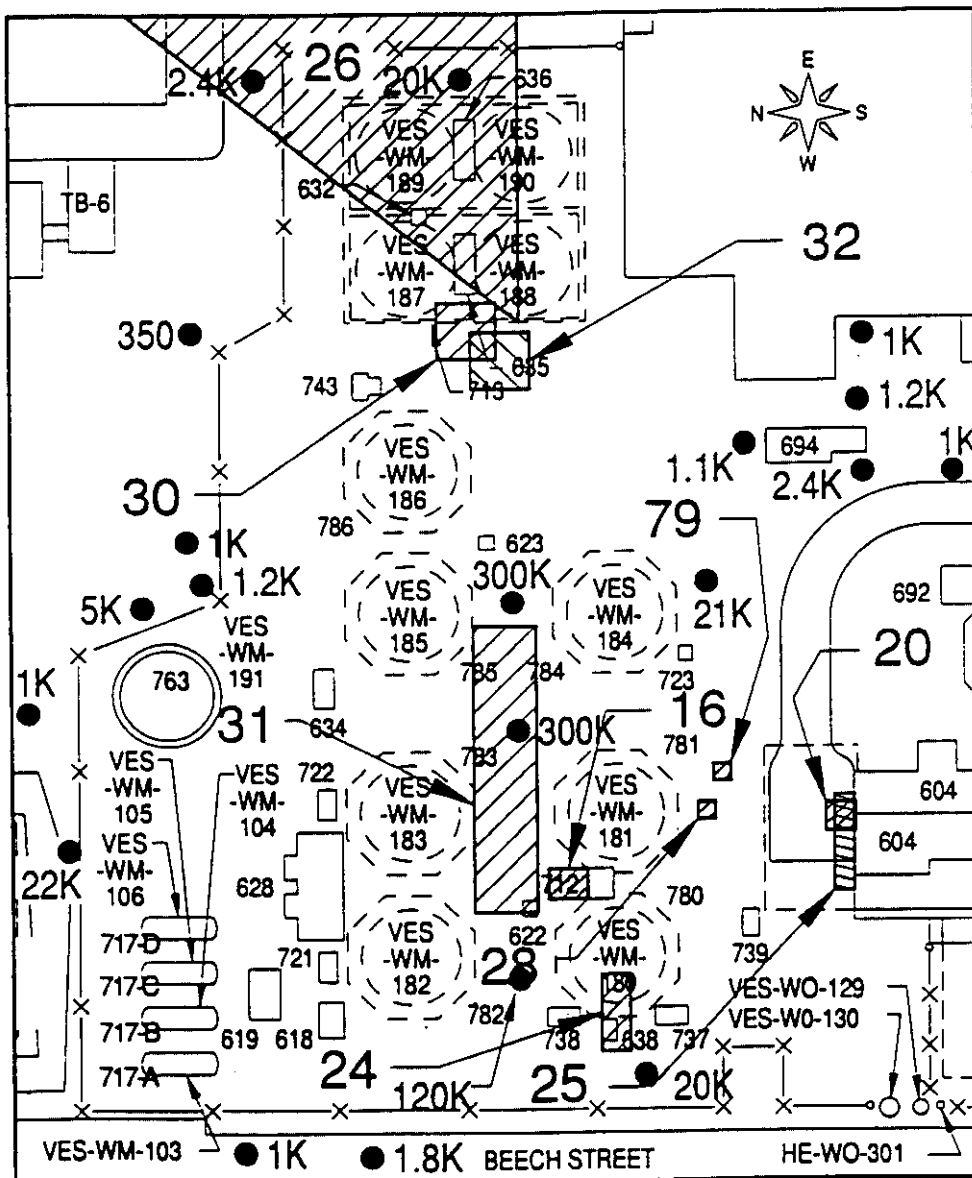 26
2.4K
20K
636
E
N
S
W
VES
-WM-
189
VES
-WM-
190
632
TB-6
VES
-WM-
187
VES
-WM-
188
32
350
1K
635
743
713
1.2K
VES
-WM-
186
1.1K
694
1K
2.4K
30
786
79
1K
623
300K
1.2K
5K
VES
-WM-
185
VES
-WM-
184
21K
692
VES
-WM-
191
763
785
784
723
20
1K
634
16
31
300K
781
783
VES
-WM-
105
722
VES
-WM-
104
VES
-WM-
183
VES
-WM-
181
604
604
VES
-WM-
106
22K
628
712
780
622
739
717-D
721
VES
-WM-
182
28
VES
-WM-
180
717-C
VES-WO-129
717-B
782
VES-W0-130
619
618
738
638
737
717-A
24
120K
25
20K
VES-WM-103
1K
1.8K
BEECH STREET
HE-WO-301